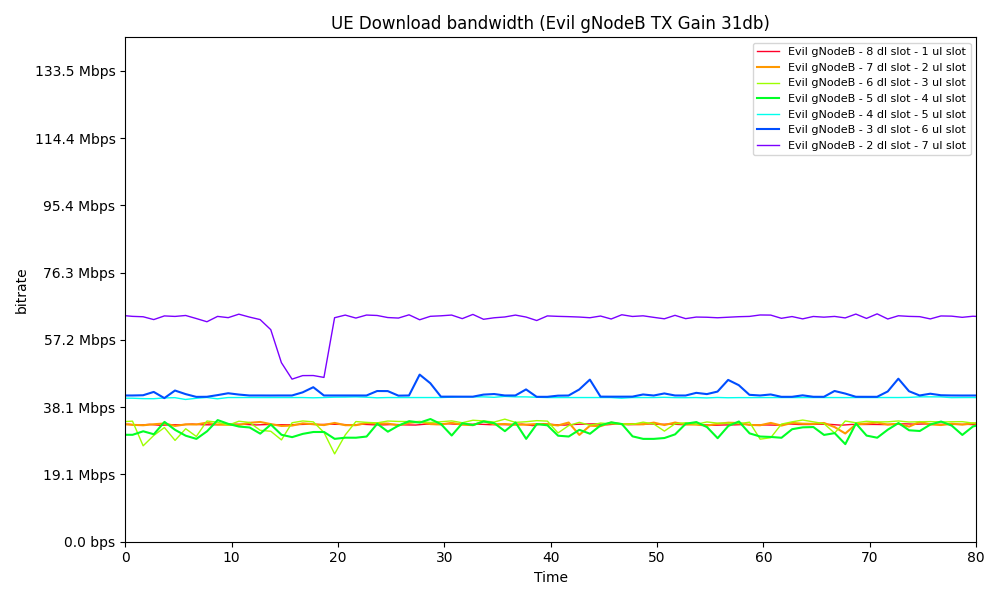 UE Download bandwidth (Evil gNodeB TX Gain 31db)
Evil gNodeB - 8 dl slot - 1 ul slot
Evil gNodeB - 7 dl slot - 2 ul slot
Evil gNodeB - 6 dl slot - 3 ul slot
Evil gNodeB - 5 dl slot - 4 ul slot
Evil gNodeB - 4 dl slot - 5 ul slot
Evil gNodeB - 3 dl slot - 6 ul slot
Evil gNodeB - 2 dl slot - 7 ul slot
133.5 Mbps
114.4 Mbps
95.4 Mbps
76.3 Mbps
57.2 Mbps
38.1 Mbps
19.1 Mbps
0.0 bps
bitrate
0 10 20 30 40 50 60 70 80
Time